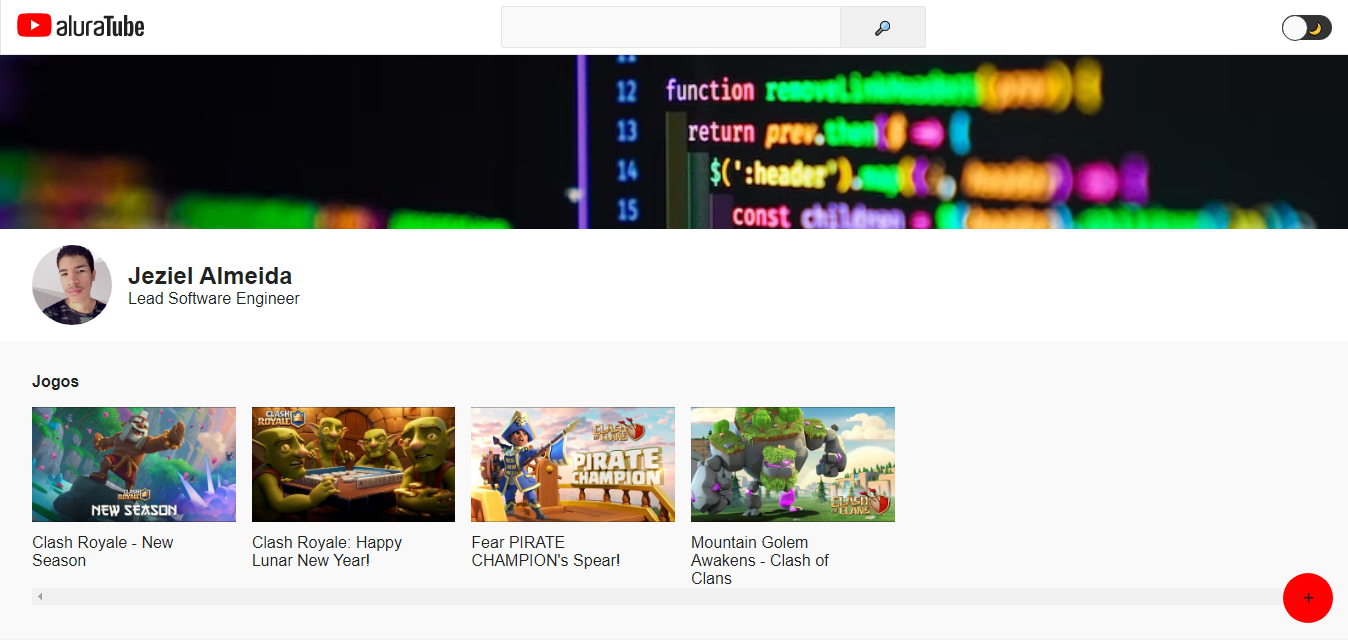 aluraTube
12 function removeLinkHeaders
13 return prev.then(
14 $(':header').
15 const children
Jeziel Almeida
Lead Software Engineer
Jogos
CLASH ROYALE
NEW SEASON
CLASH ROYALE
CLASH OF CLANS
PIRATE
CHAMPION
CLASH OF CLANS
Clash Royale - New
Season
Clash Royale: Happy
Lunar New Year!
Fear PIRATE
CHAMPION's Spear!
Mountain Golem
Awakens - Clash of
Clans
+